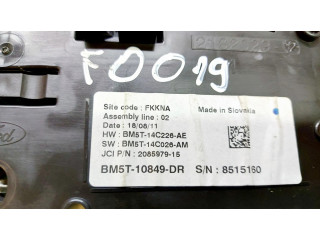 F0019
Ford
Site code : FKKNA
Made in Slovakia
Assembly line : 02
Date : 18/08/11
HW : BM5T-14C226-AE
SW : BM5T-14C026-AM
JCI P/N : 2085979-15
BM5T-10849-DR S/N : 8515160